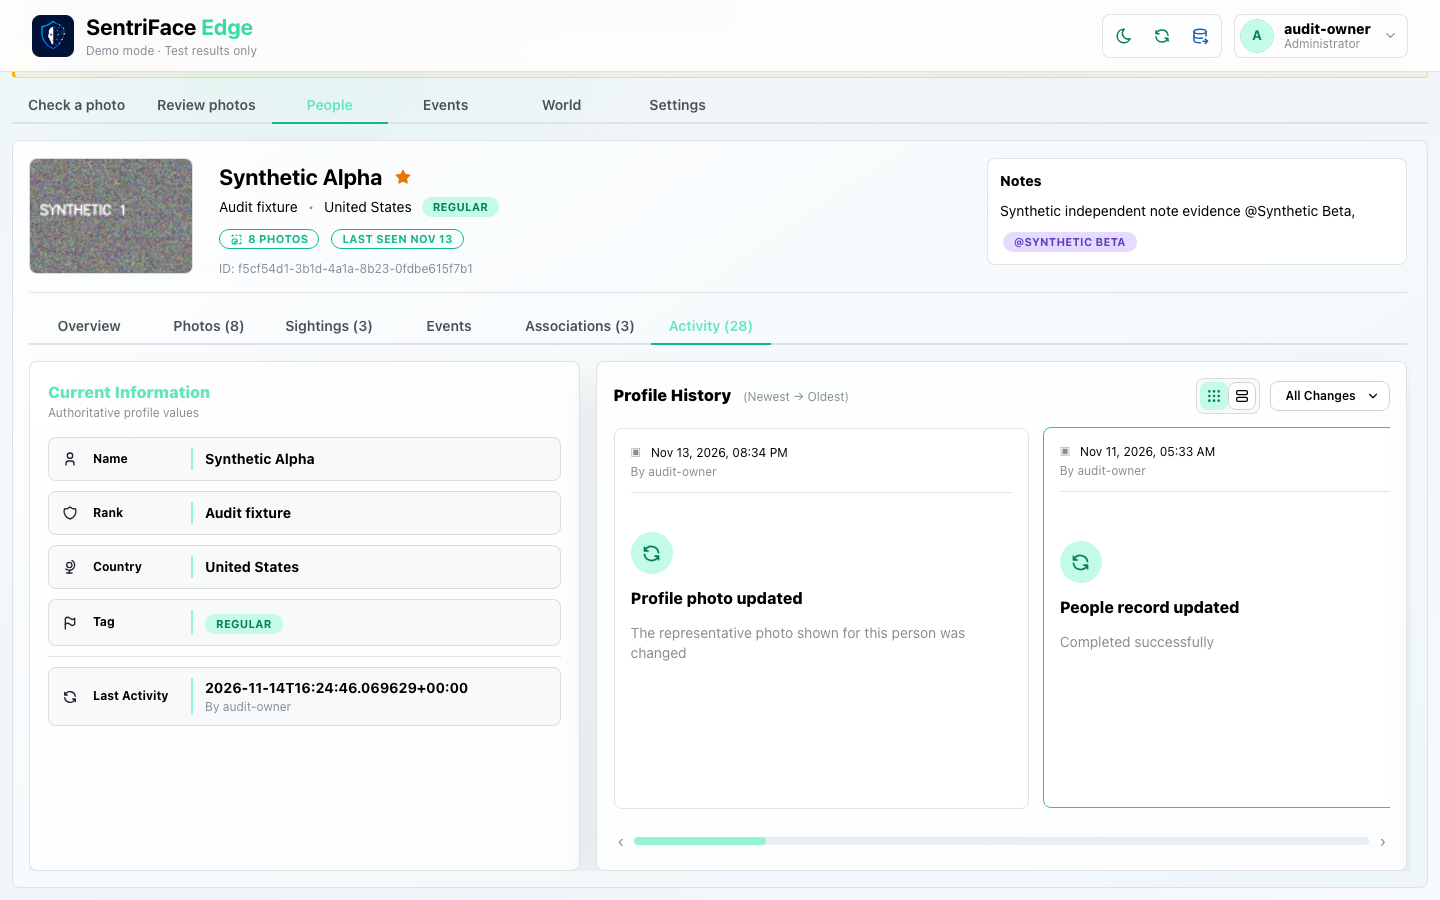 SentriFace Edge
Demo mode · Test results only
A
audit-owner
Administrator
Check a photo
Review photos
People
Events
World
Settings
SYNTHETIC 1
Synthetic Alpha
Audit fixture • United States REGULAR
8 PHOTOS
LAST SEEN NOV 13
ID: f5cf54d1-3b1d-4a1a-8b23-0fdbe615f7b1
Notes
Synthetic independent note evidence @Synthetic Beta,
@SYNTHETIC BETA
Overview
Photos (8)
Sightings (3)
Events
Associations (3)
Activity (28)
Current Information
Authoritative profile values
Name
Synthetic Alpha
Rank
Audit fixture
Country
United States
Tag
REGULAR
Last Activity
2026-11-14T16:24:46.069629+00:00
By audit-owner
Profile History (Newest → Oldest)
All Changes
Nov 13, 2026, 08:34 PM
By audit-owner
Profile photo updated
The representative photo shown for this person was
changed
Nov 11, 2026, 05:33 AM
By audit-owner
People record updated
Completed successfully